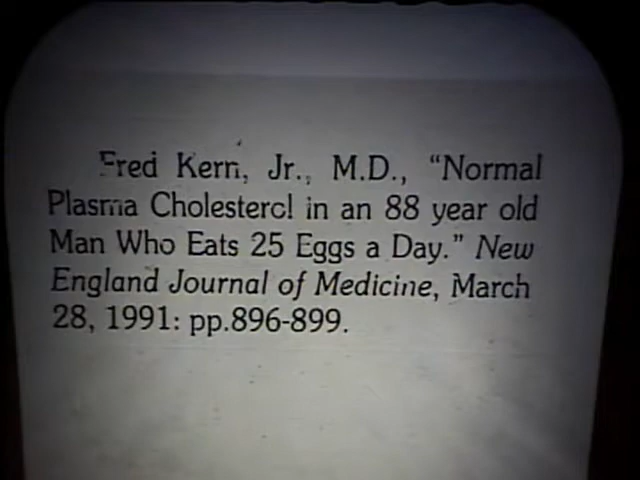 Fred Kern, Jr., M.D., “Normal
Plasma Cholesterol in an 88 year old
Man Who Eats 25 Eggs a Day.” New
England Journal of Medicine, March
28, 1991: pp.896-899.